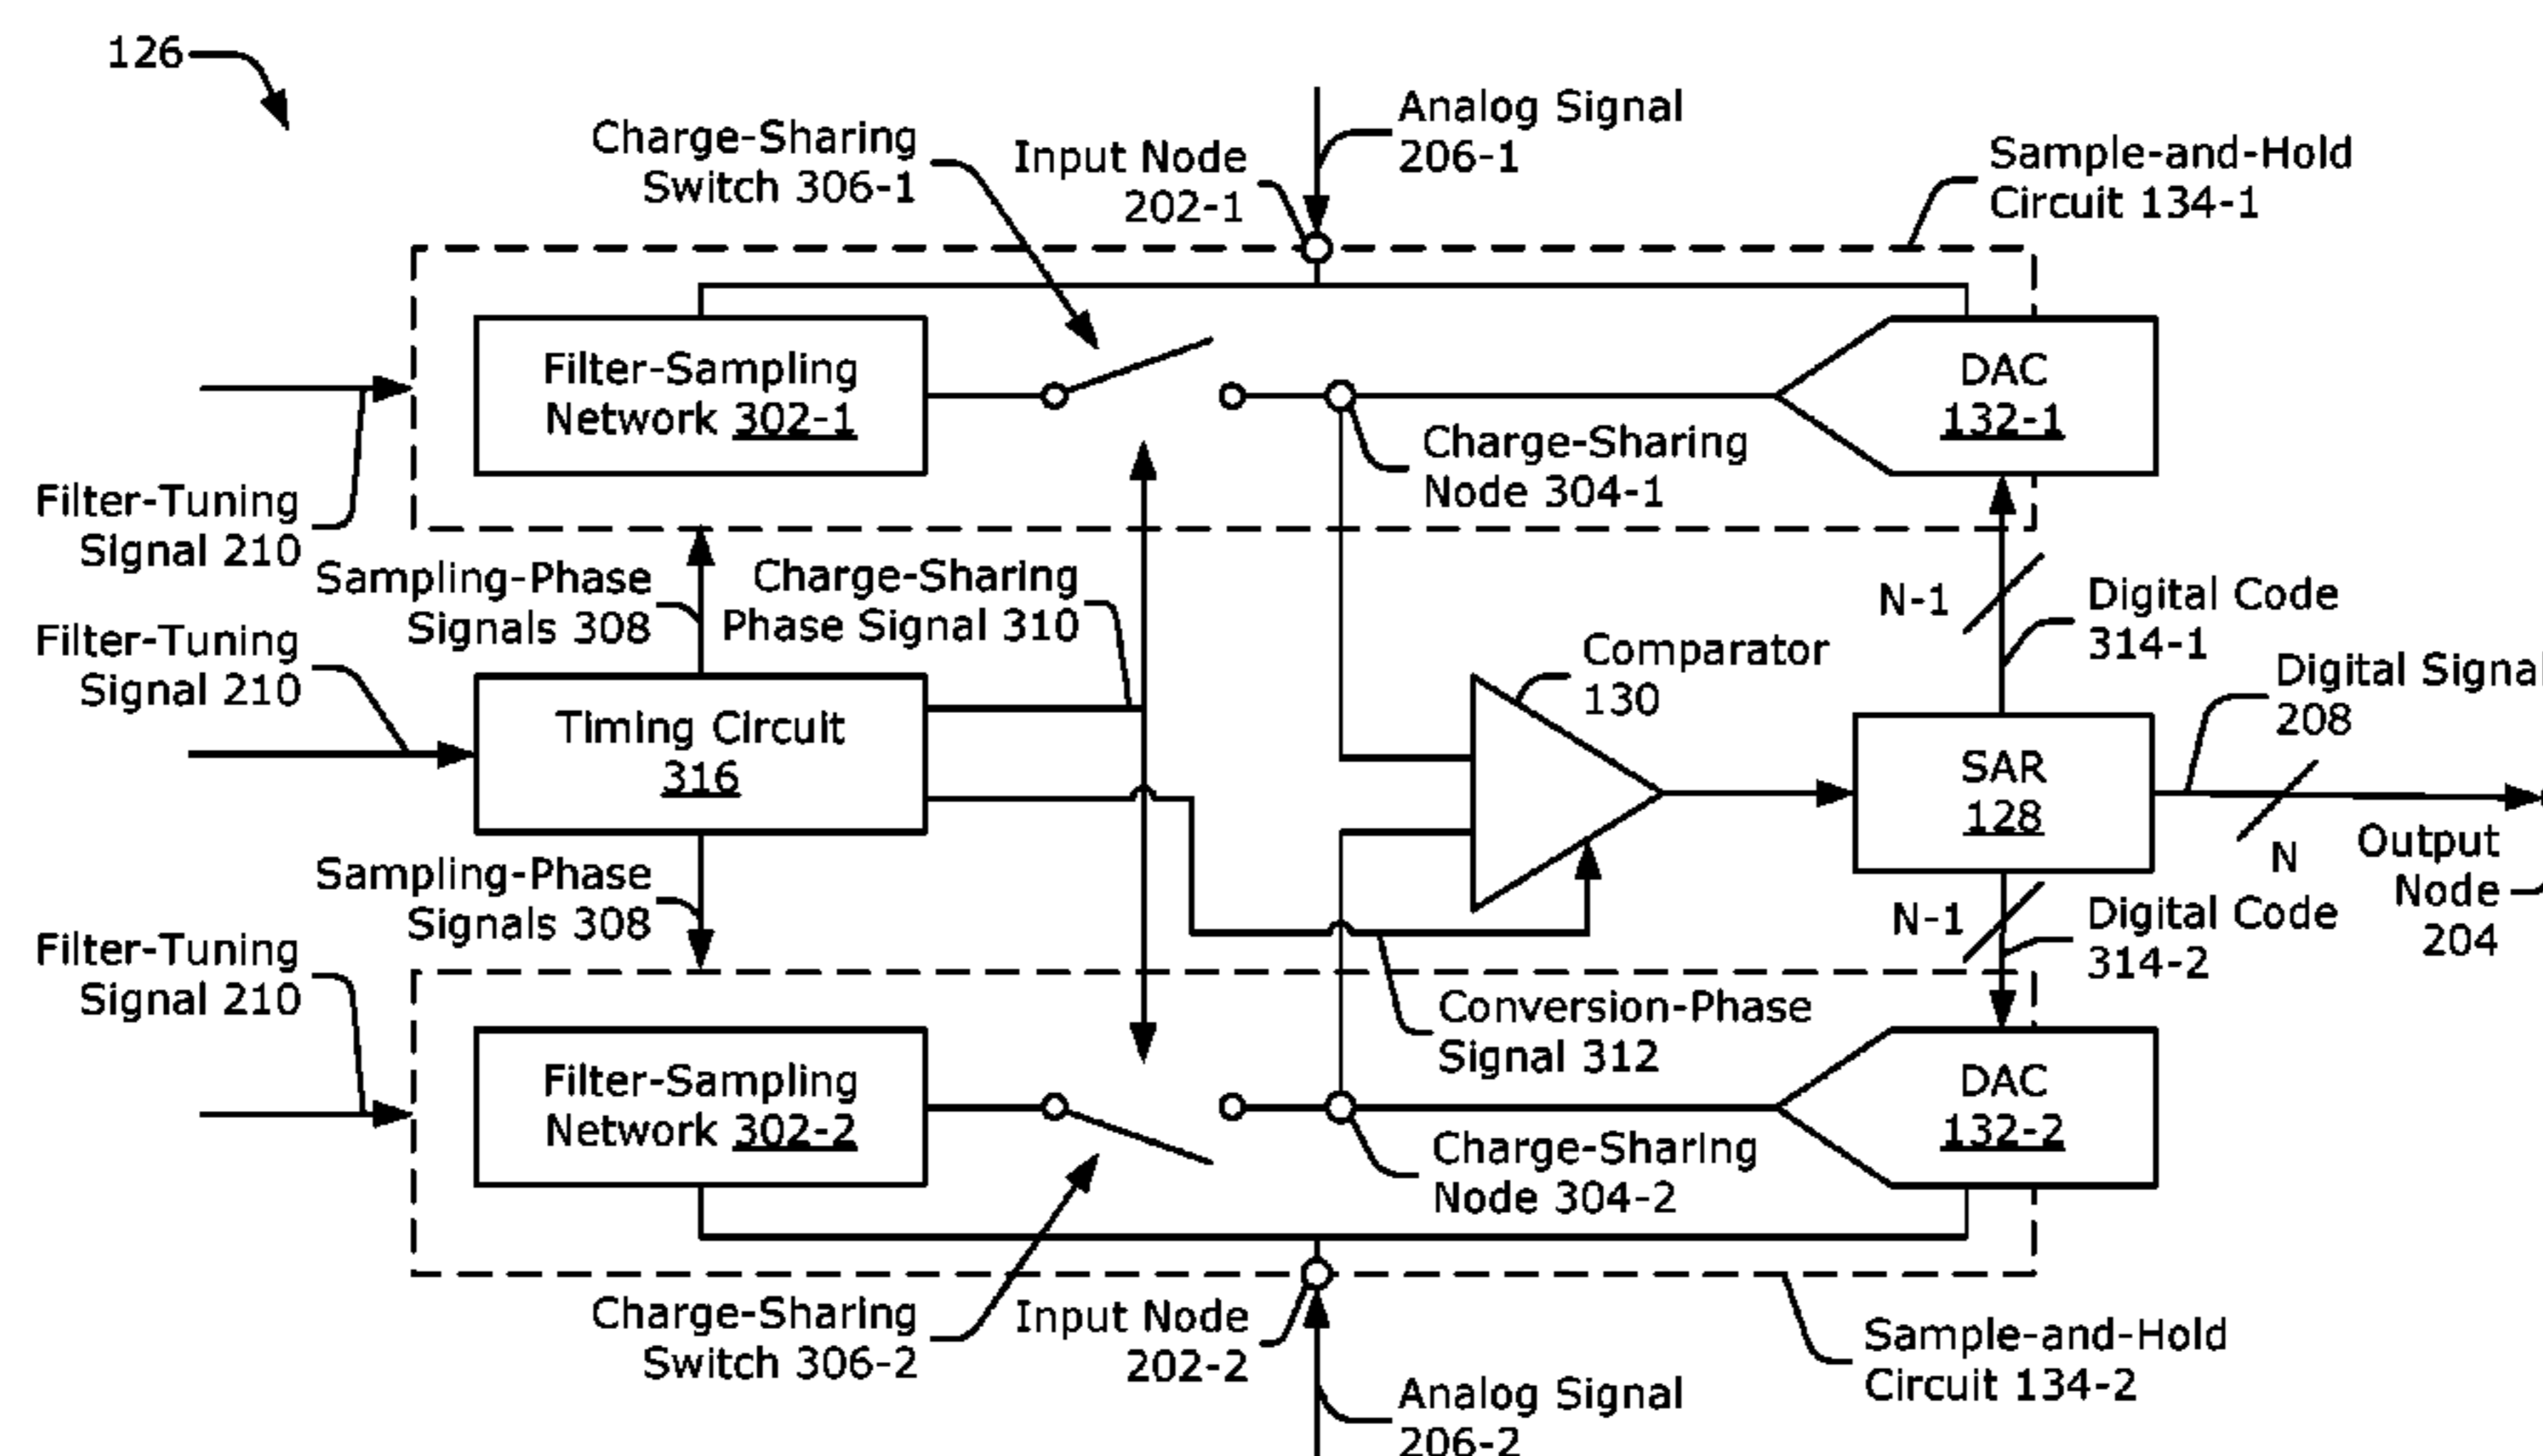 126
Charge-Sharing
Switch 306-1
Input Node
202-1
Analog Signal
206-1
Sample-and-Hold
Circuit 134-1
Filter-Sampling
Network 302-1
DAC
132-1
Charge-Sharing
Node 304-1
Filter-Tuning
Signal 210
Sampling-Phase
Signals 308
Charge-Sharing
Phase Signal 310
N-1
Digital Code
314-1
Filter-Tuning
Signal 210
Comparator
130
Digital Signal
208
Timing Circuit
316
SAR
128
N
Output
Node
204
Sampling-Phase
Signals 308
N-1
Digital Code
314-2
Filter-Tuning
Signal 210
Conversion-Phase
Signal 312
Filter-Sampling
Network 302-2
DAC
132-2
Charge-Sharing
Node 304-2
Charge-Sharing
Switch 306-2
Input Node
202-2
Sample-and-Hold
Circuit 134-2
Analog Signal
206-2